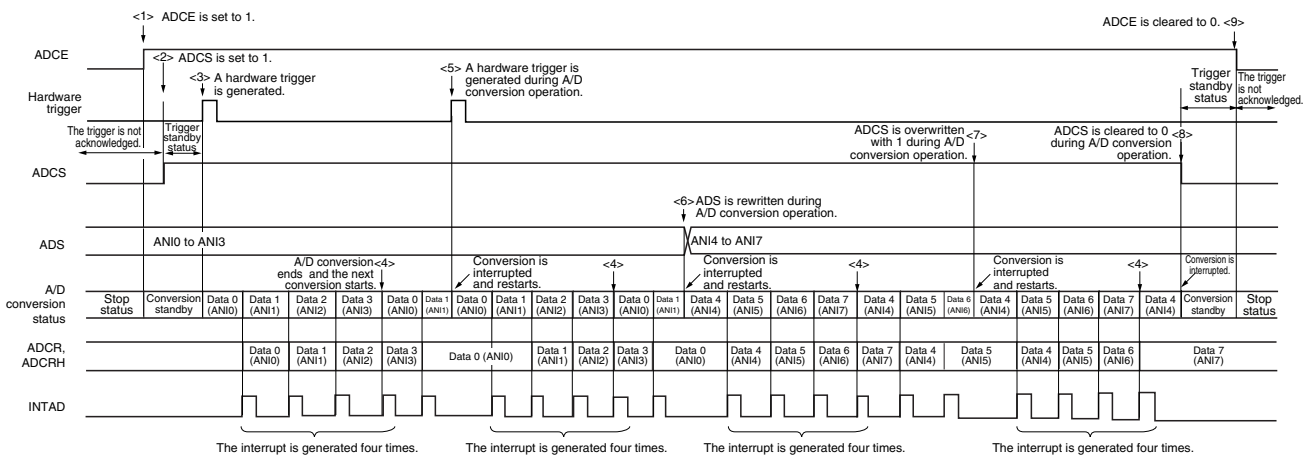 <1> ADCE is set to 1.
ADCE is cleared to 0. <9>
ADCE
<2> ADCS is set to 1.
<3> A hardware trigger
is generated.
<5> A hardware trigger is
generated during A/D
conversion operation.
Trigger
standby
status
The trigger
is not
acknowledged.
Hardware
trigger
The trigger is not
acknowledged.
Trigger
standby
status
ADCS is overwritten
with 1 during A/D
conversion operation.
<7>
ADCS is cleared to 0
during A/D conversion
operation.
<8>
ADCS
<6> ADS is rewritten during
A/D conversion operation.
ADS
ANI0 to ANI3
ANI4 to ANI7
A/D conversion
ends and the next
conversion starts.
<4>
Conversion is
interrupted
and restarts.
<4>
Conversion is
interrupted
and restarts.
<4>
Conversion is
interrupted
and restarts.
<4>
Conversion is
interrupted.
A/D
conversion
status
Stop
status
Conversion
standby
Data 0
(ANI0)
Data 1
(ANI1)
Data 2
(ANI2)
Data 3
(ANI3)
Data 0
(ANI0)
Data 1
(ANI1)
Data 0
(ANI0)
Data 1
(ANI1)
Data 2
(ANI2)
Data 3
(ANI3)
Data 0
(ANI0)
Data 1
(ANI1)
Data 4
(ANI4)
Data 5
(ANI5)
Data 6
(ANI6)
Data 7
(ANI7)
Data 4
(ANI4)
Data 5
(ANI5)
Data 6
(ANI6)
Data 4
(ANI4)
Data 5
(ANI5)
Data 6
(ANI6)
Data 7
(ANI7)
Data 4
(ANI4)
Conversion
standby
Stop
status
ADCR,
ADCRH
Data 0
(ANI0)
Data 1
(ANI1)
Data 2
(ANI2)
Data 3
(ANI3)
Data 0 (ANI0)
Data 1
(ANI1)
Data 2
(ANI2)
Data 3
(ANI3)
Data 0
(ANI0)
Data 4
(ANI4)
Data 5
(ANI5)
Data 6
(ANI6)
Data 7
(ANI7)
Data 4
(ANI4)
Data 5
(ANI5)
Data 4
(ANI4)
Data 5
(ANI5)
Data 6
(ANI6)
Data 7
(ANI7)
INTAD
The interrupt is generated four times.
The interrupt is generated four times.
The interrupt is generated four times.
The interrupt is generated four times.